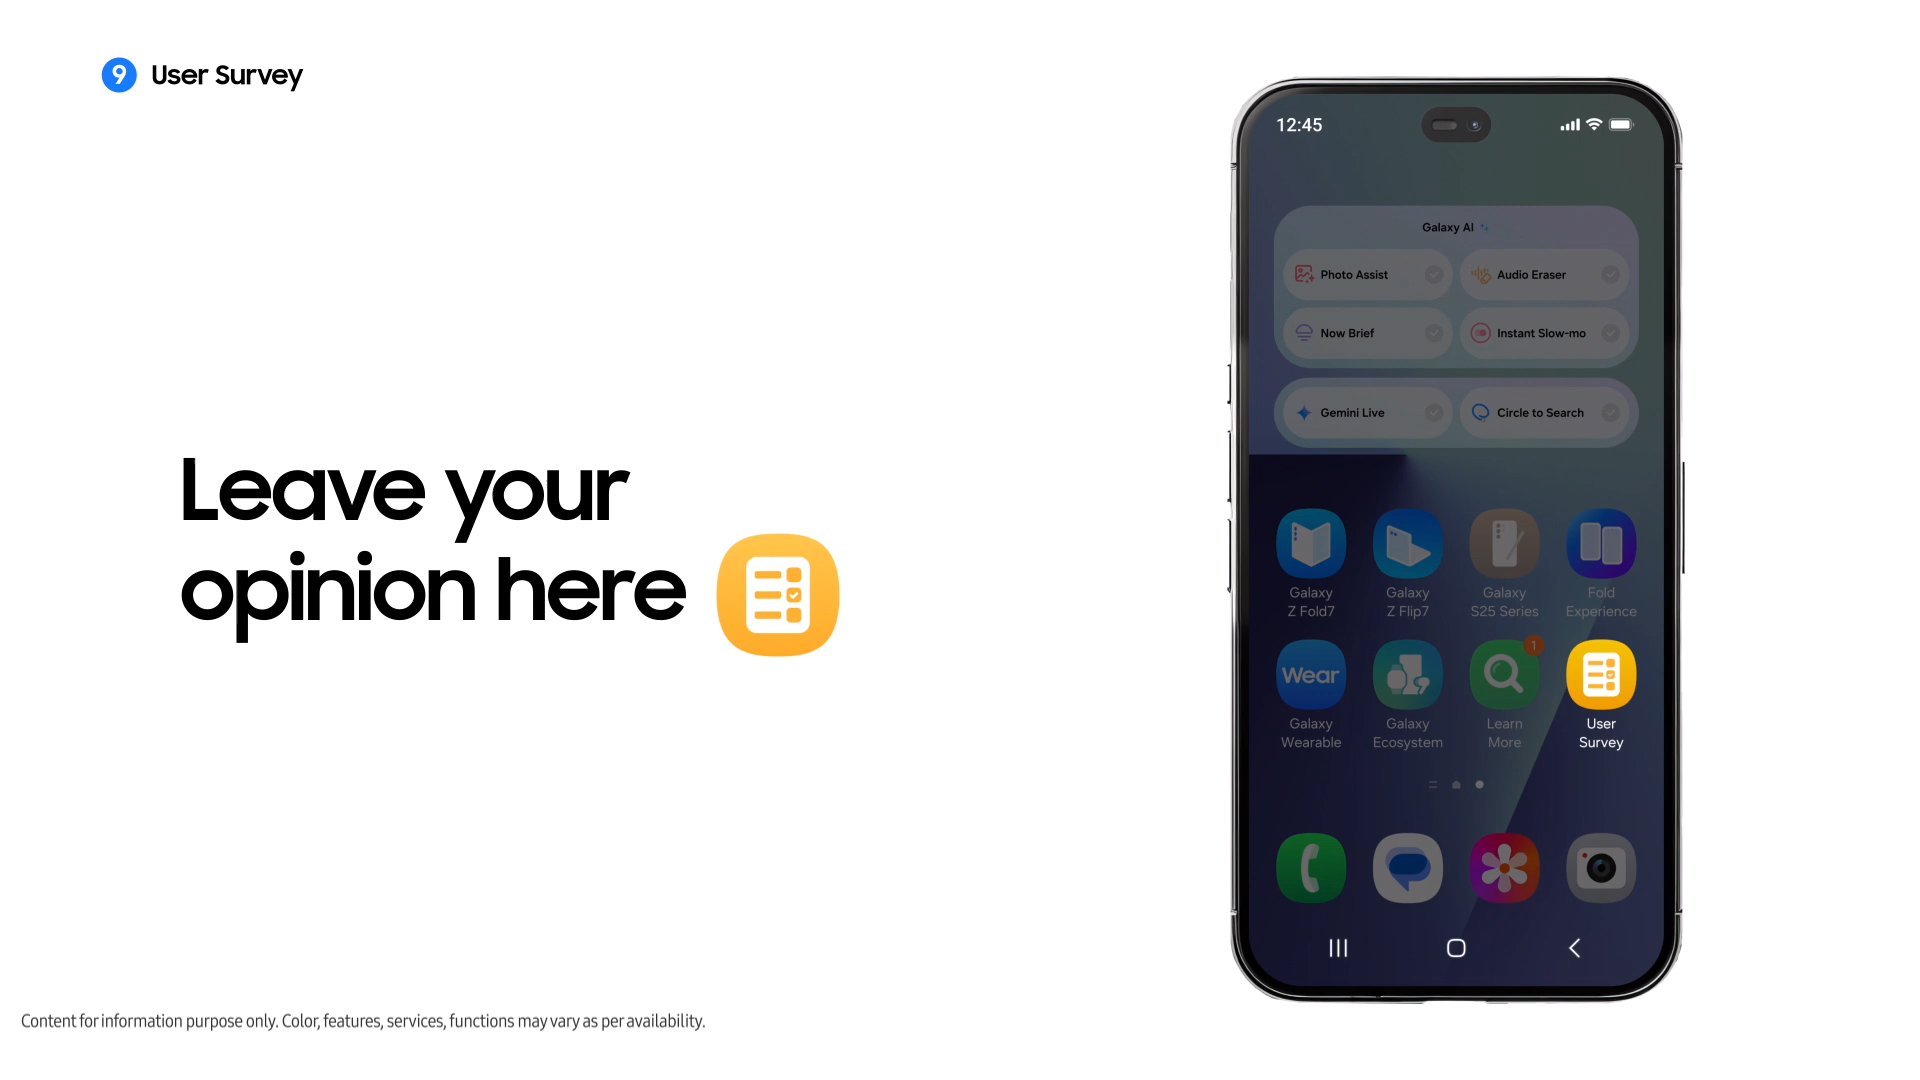 9 User Survey
Leave your
opinion here
12:45
Galaxy AI
Photo Assist
Audio Eraser
Now Brief
Instant Slow-mo
Gemini Live
Circle to Search
Galaxy
Z Fold7
Galaxy
Z Flip7
Galaxy
S25 Series
Fold
Experience
Wear
Galaxy
Wearable
Galaxy
Ecosystem
1
Learn
More
User
Survey
Content for information purpose only. Color, features, services, functions may vary as per availability.